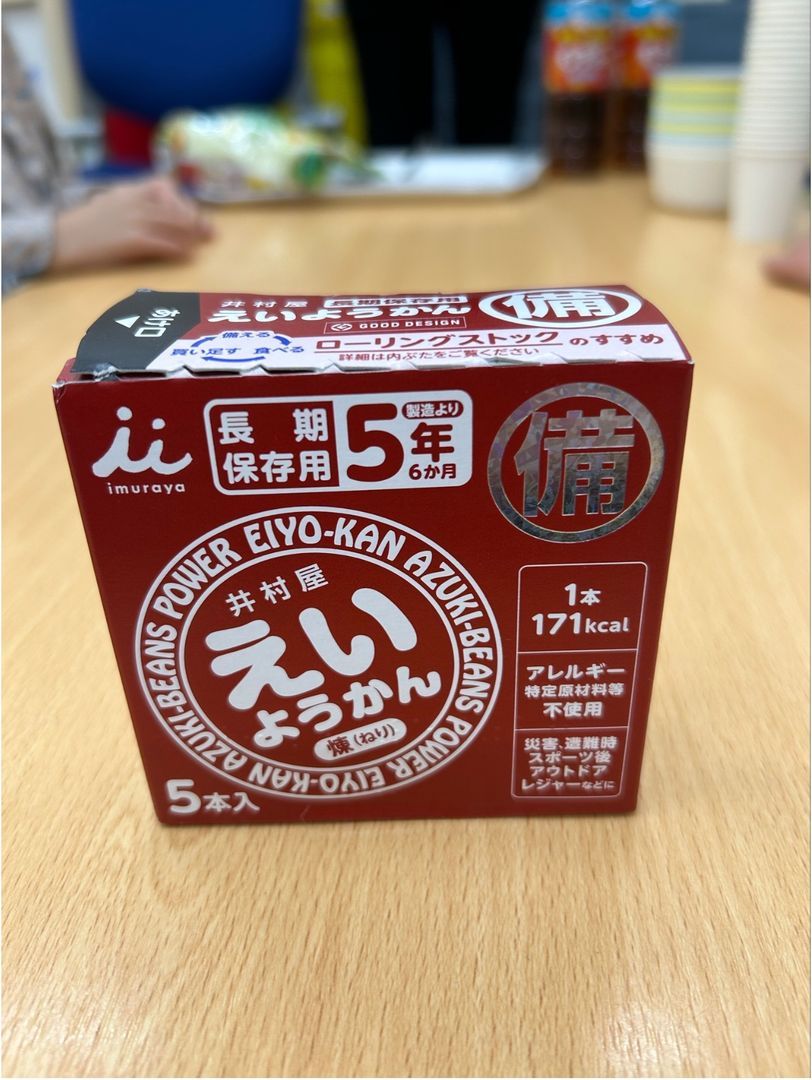 あけ口
井村屋 長期保存用
えいようかん
GOOD DESIGN
備
備える
買い足す 食べる
ローリングストック のすすめ
詳細は内ぶたをご覧ください
imuraya
長期
保存用
製造より
5年
6か月
備
AZUKI-BEANS POWER EIYO-KAN AZUKI-BEANS POWER EIYO-KAN
井村屋
えい
ようかん
煉(ねり)
5本入
1本
171kcal
アレルギー
特定原材料等
不使用
災害、遭難時
スポーツ後
アウトドア
レジャーなどに